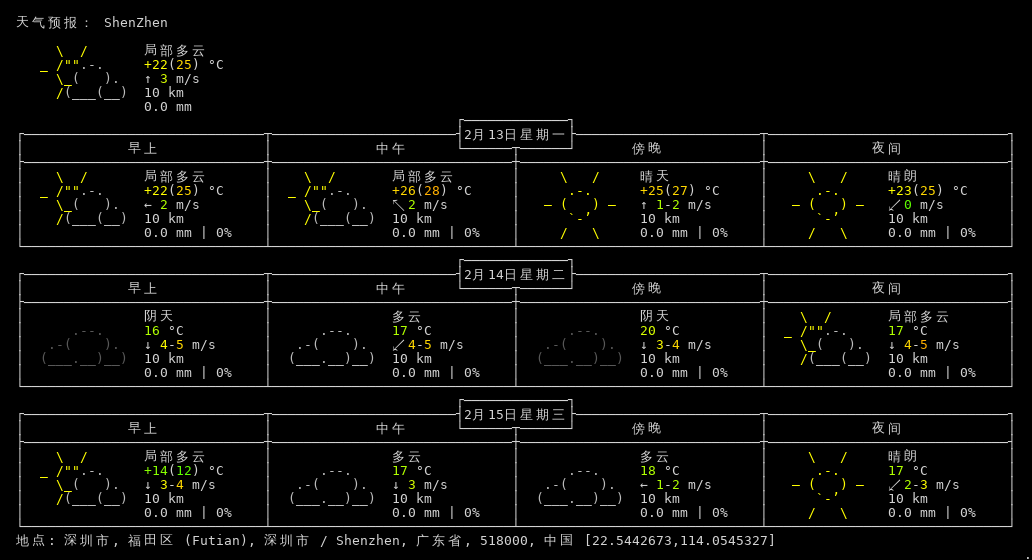 天气预报： ShenZhen
局部多云
+22(25) °C
↑ 3 m/s
10 km
0.0 mm
2月13日星期一
早上 中午 傍晚 夜间
局部多云 局部多云 晴天 晴朗
+22(25) °C +26(28) °C +25(27) °C +23(25) °C
← 2 m/s ↖ 2 m/s ↑ 1-2 m/s ↙ 0 m/s
10 km 10 km 10 km 10 km
0.0 mm | 0% 0.0 mm | 0% 0.0 mm | 0% 0.0 mm | 0%
2月14日星期二
早上 中午 傍晚 夜间
阴天 多云 阴天 局部多云
16 °C 17 °C 20 °C 17 °C
↓ 4-5 m/s ↙ 4-5 m/s ↓ 3-4 m/s ↓ 4-5 m/s
10 km 10 km 10 km 10 km
0.0 mm | 0% 0.0 mm | 0% 0.0 mm | 0% 0.0 mm | 0%
2月15日星期三
早上 中午 傍晚 夜间
局部多云 多云 多云 晴朗
+14(12) °C 17 °C 18 °C 17 °C
↓ 3-4 m/s ↓ 3 m/s ← 1-2 m/s ↙ 2-3 m/s
10 km 10 km 10 km 10 km
0.0 mm | 0% 0.0 mm | 0% 0.0 mm | 0% 0.0 mm | 0%
地点: 深圳市, 福田区 (Futian), 深圳市 / Shenzhen, 广东省, 518000, 中国 [22.5442673,114.0545327]